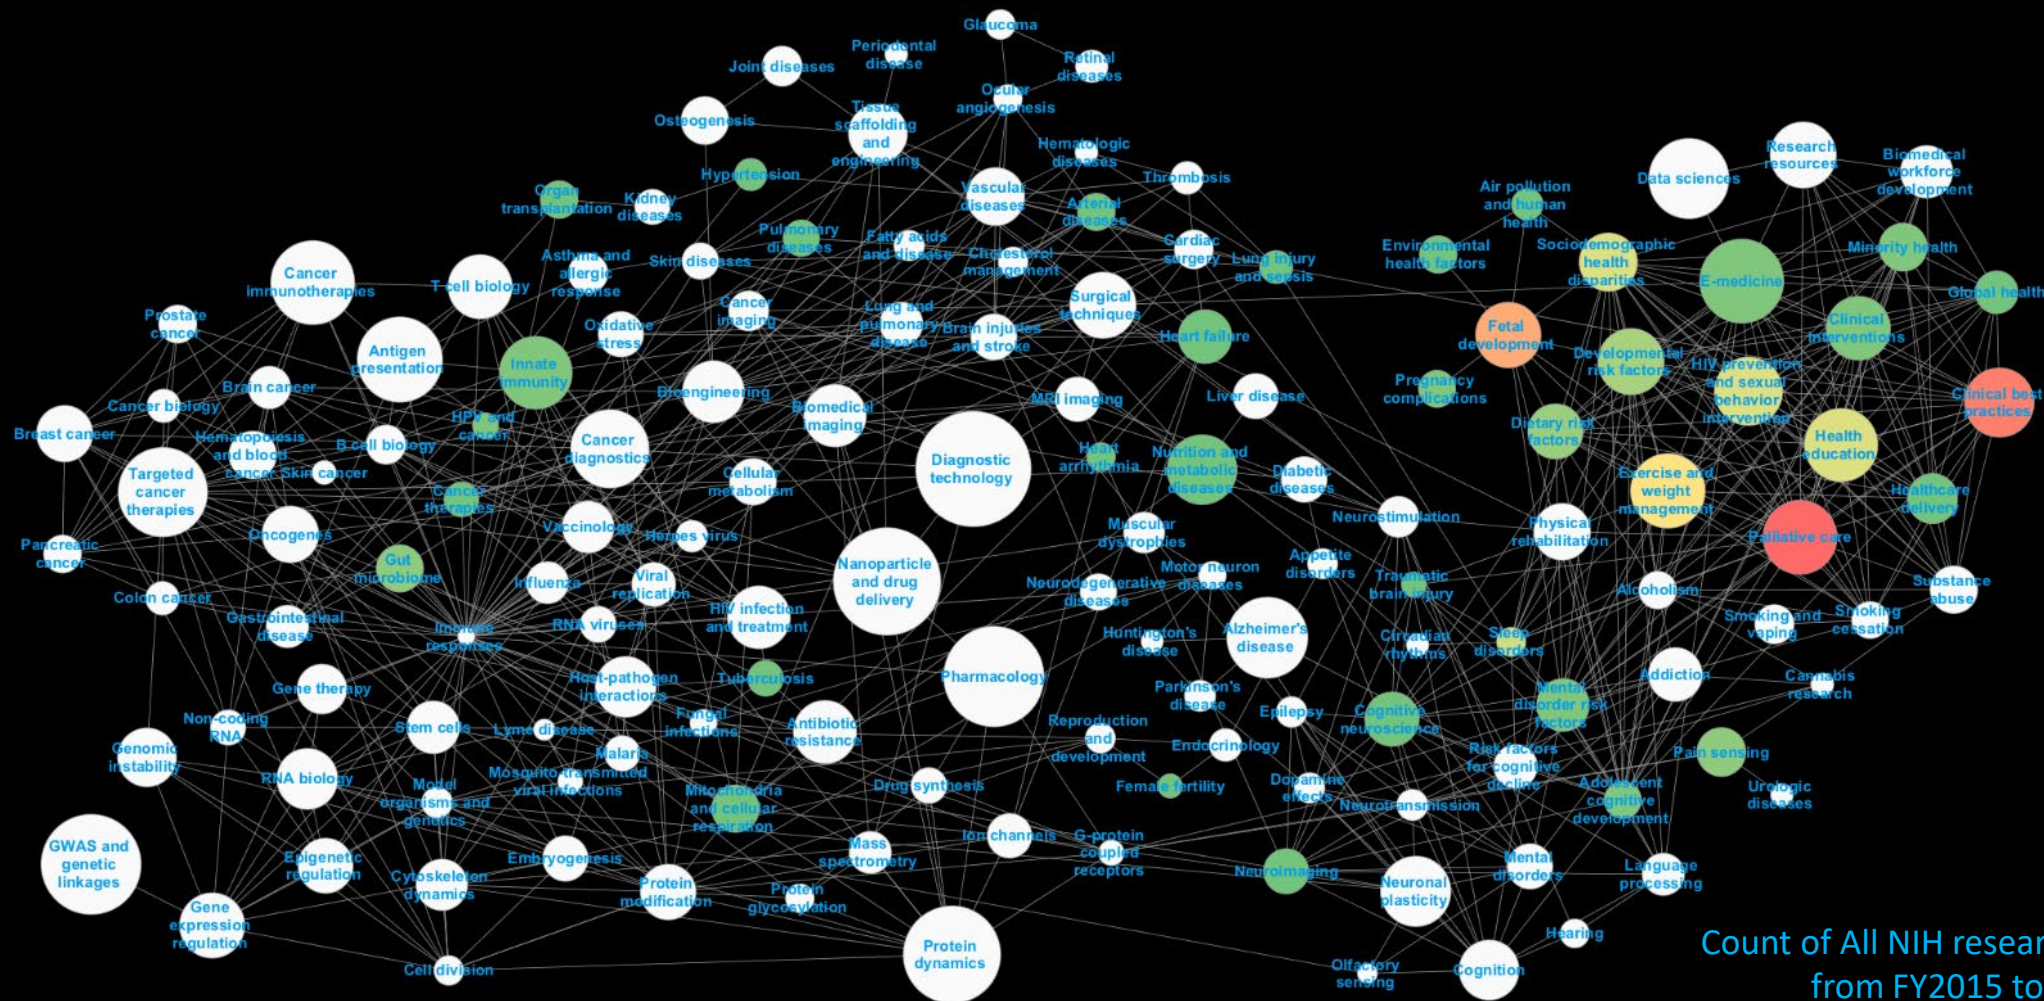 Glaucoma
Periodontal
disease
Retinal
diseases
Joint diseases
Ocular
angiogenesis
Osteogenesis
Tissue
scaffolding
and
engineering
Hematologic
diseases
Hypertension
Thrombosis
Organ
transplantation
Kidney
diseases
Vascular
diseases
Arterial
diseases
Pulmonary
diseases
Fatty acids
and disease
Cholesterol
management
Cardiac
surgery
Lung injury
and sepsis
Skin diseases
Asthma and
allergic
response
Cancer
immunotherapies
T cell biology
Prostate
cancer
Antigen
presentation
Innate
immunity
Oxidative
stress
Cancer
imaging
Lung and
pulmonary
disease
Brain injuries
and stroke
Surgical
techniques
Heart failure
Brain cancer
Cancer biology
Breast cancer
Hematopoiesis
and blood
cancer
Skin cancer
B cell biology
HPV and
cancer
Bioengineering
Biomedical
imaging
MRI imaging
Liver disease
Cancer
diagnostics
Targeted
cancer
therapies
Cancer
therapies
Cellular
metabolism
Diagnostic
technology
Heart
arrhythmia
Nutrition and
metabolic
diseases
Diabetic
diseases
Oncogenes
Vaccinology
Herpes virus
Pancreatic
cancer
Gut
microbiome
Influenza
Viral
replication
Nanoparticle
and drug
delivery
Muscular
dystrophies
Motor neuron
diseases
Neurodegenerative
diseases
Appetite
disorders
Neurostimulation
Traumatic
brain injury
Colon cancer
Gastrointestinal
disease
Immune
responses
RNA viruses
HIV infection
and treatment
Huntington's
disease
Alzheimer's
disease
Circadian
rhythms
Sleep
disorders
Gene therapy
Host-pathogen
interactions
Tuberculosis
Pharmacology
Parkinson's
disease
Epilepsy
Cognitive
neuroscience
Mental
disorder risk
factors
Non-coding
RNA
Genomic
instability
Stem cells
Lyme disease
Fungal
infections
Antibiotic
resistance
Malaria
Reproduction
and
development
Endocrinology
Risk factors
for cognitive
decline
RNA biology
Model
organisms and
genetics
Mosquito-transmitted
viral infections
Mitochondria
and cellular
respiration
Drug synthesis
Female fertility
Dopamine
effects
Neurotransmission
Adolescent
cognitive
development
GWAS and
genetic
linkages
Epigenetic
regulation
Cytoskeleton
dynamics
Embryogenesis
Protein
modification
Mass
spectrometry
Protein
glycosylation
Ion channels
G-protein
coupled
receptors
Neuroimaging
Neuronal
plasticity
Mental
disorders
Language
processing
Gene
expression
regulation
Cell division
Protein
dynamics
Olfactory
sensing
Cognition
Hearing
Data sciences
Research
resources
Biomedical
workforce
development
Air pollution
and human
health
Environmental
health factors
Sociodemographic
health
disparities
E-medicine
Minority health
Global health
Fetal
development
Developmental
risk factors
HIV prevention
and sexual
behavior
intervention
Clinical
interventions
Pregnancy
complications
Dietary risk
factors
Health
education
Clinical best
practices
Exercise and
weight
management
Healthcare
delivery
Physical
rehabilitation
Palliative care
Alcoholism
Smoking and
vaping
Smoking
cessation
Substance
abuse
Addiction
Cannabis
research
Pain sensing
Urologic
diseases
Count of All NIH resear
from FY2015 to